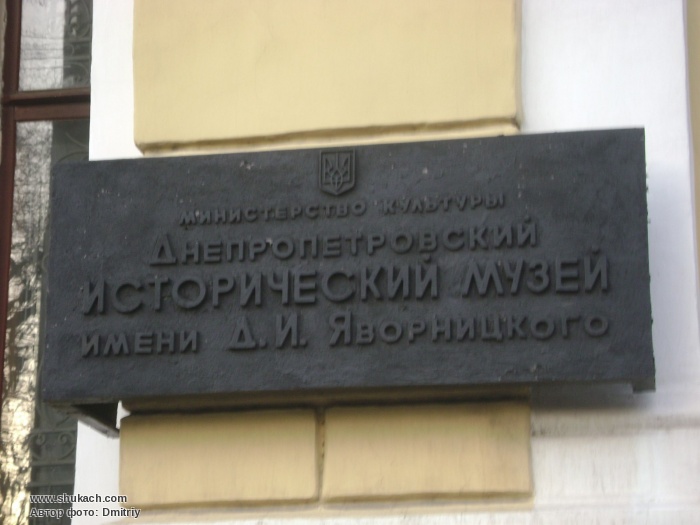 МИНИСТЕРСТВО КУЛЬТУРЫ
ДНЕПРОПЕТРОВСКИЙ
ИСТОРИЧЕСКИЙ МУЗЕЙ
ИМЕНИ Д.И. ЯВОРНИЦКОГО
www.shukach.com
Автор фото: Dmitriy